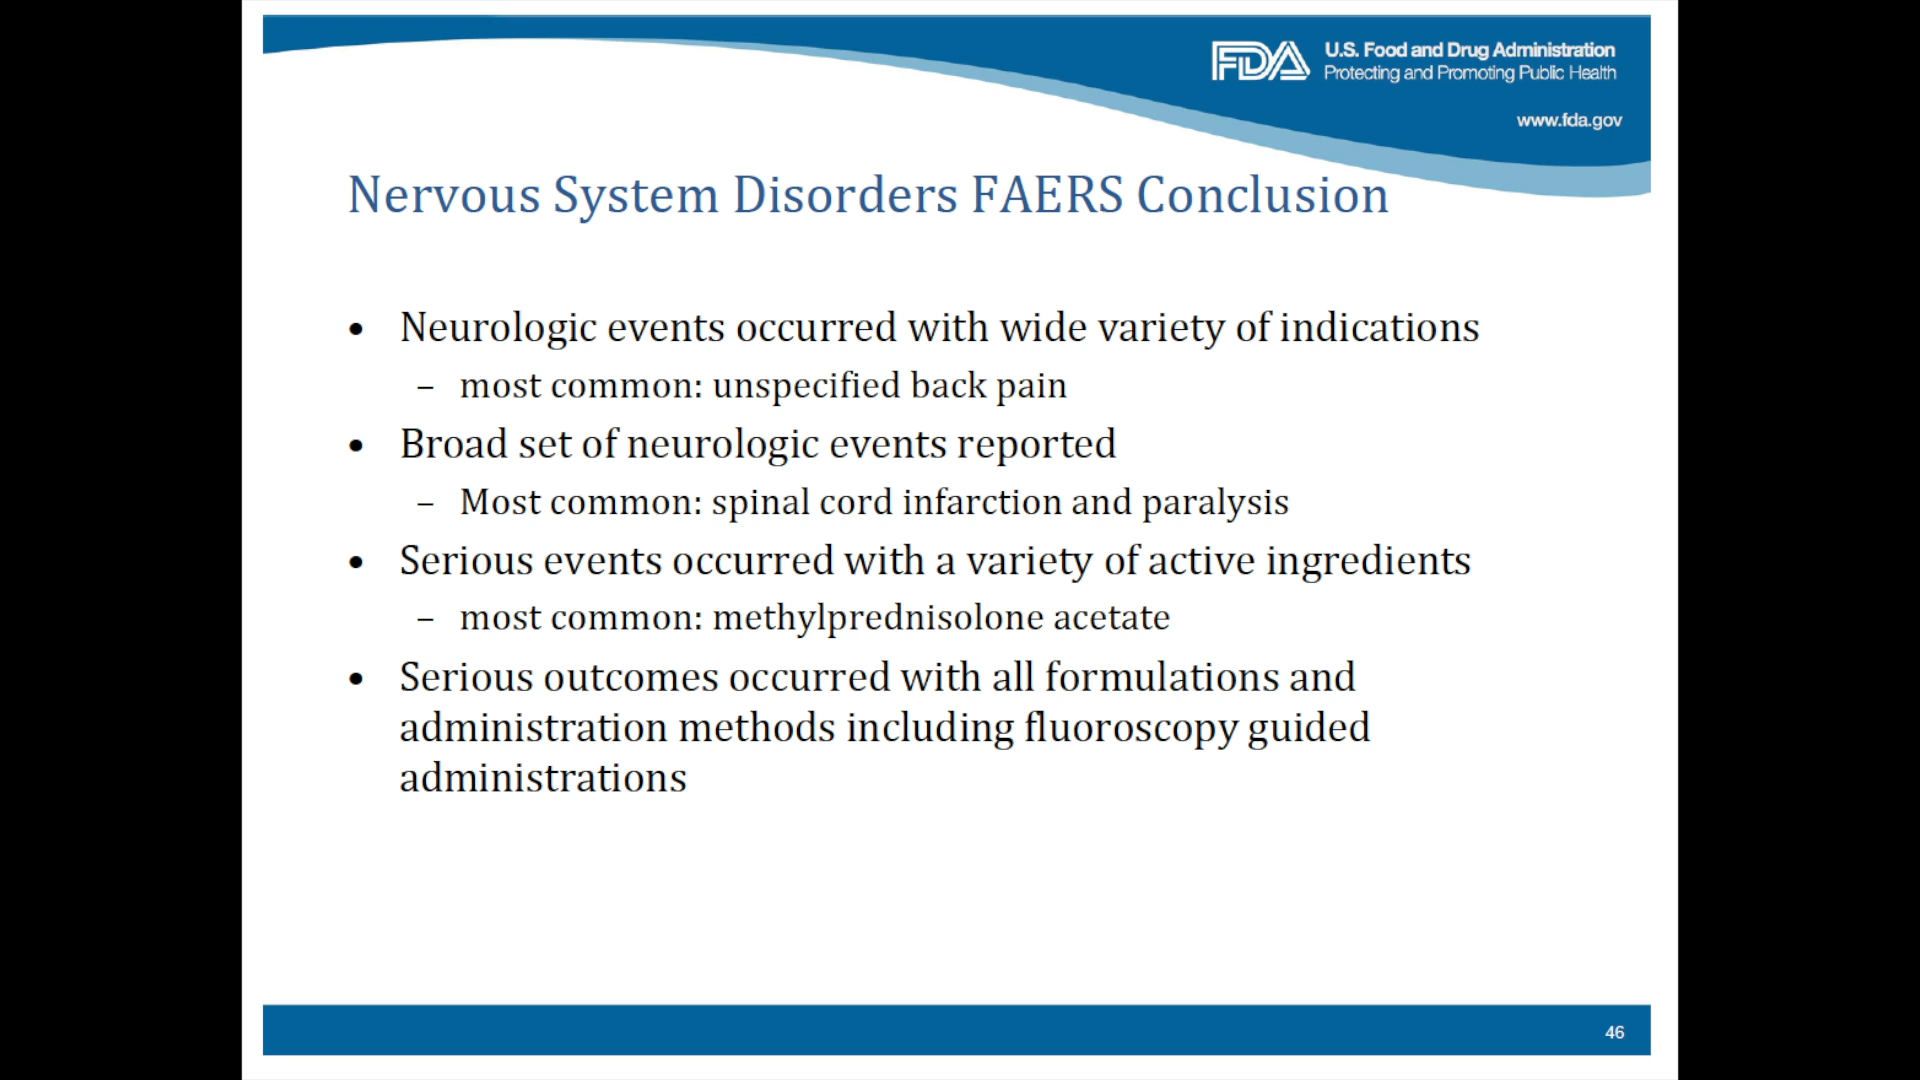 FDA
U.S. Food and Drug Administration
Protecting and Promoting Public Health
www.fda.gov
Nervous System Disorders FAERS Conclusion
• Neurologic events occurred with wide variety of indications
– most common: unspecified back pain
• Broad set of neurologic events reported
– Most common: spinal cord infarction and paralysis
• Serious events occurred with a variety of active ingredients
– most common: methylprednisolone acetate
• Serious outcomes occurred with all formulations and
administration methods including fluoroscopy guided
administrations
46